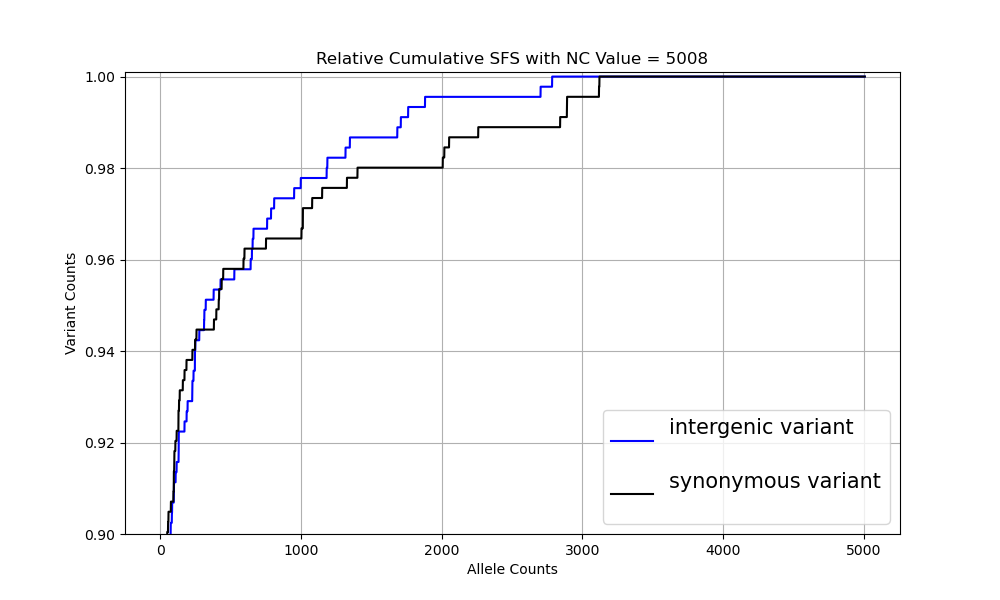 Relative Cumulative SFS with NC Value = 5008
1.00
0.98
0.96
0.94
0.92
0.90
Variant Counts
intergenic variant
synonymous variant
0
1000
2000
3000
4000
5000
Allele Counts